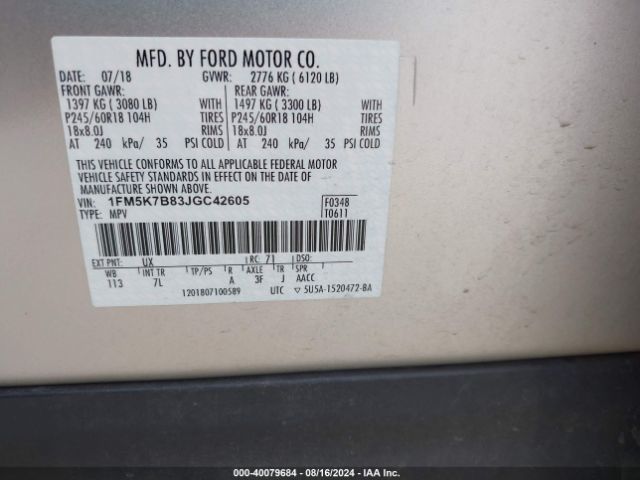 MFD. BY FORD MOTOR CO.
DATE: 07/18 GVWR: 2776 KG ( 6120 LB)
FRONT GAWR: REAR GAWR:
1397 KG ( 3080 LB) WITH 1497 KG ( 3300 LB) WITH
P245/60R18 104H TIRES P245/60R18 104H TIRES
18x8.0J RIMS 18x8.0J RIMS
AT 240 kPa/ 35 PSI COLD AT 240 kPa/ 35 PSI COLD
THIS VEHICLE CONFORMS TO ALL APPLICABLE FEDERAL MOTOR
VEHICLE SAFETY STANDARDS IN EFFECT ON THE DATE OF
MANUFACTURE SHOWN ABOVE.
VIN: 1FM5K7B83JGC42605 F0348
TYPE: MPV T0611
EXT PNT: UX RC: 71 DSO:
WB INT TR TP/PS R AXLE TR SPR
113 7L A 3F J AACC
1201807100589 UTC 5U5A-1520472-BA
000-40079684 - 08/16/2024 - IAA Inc.